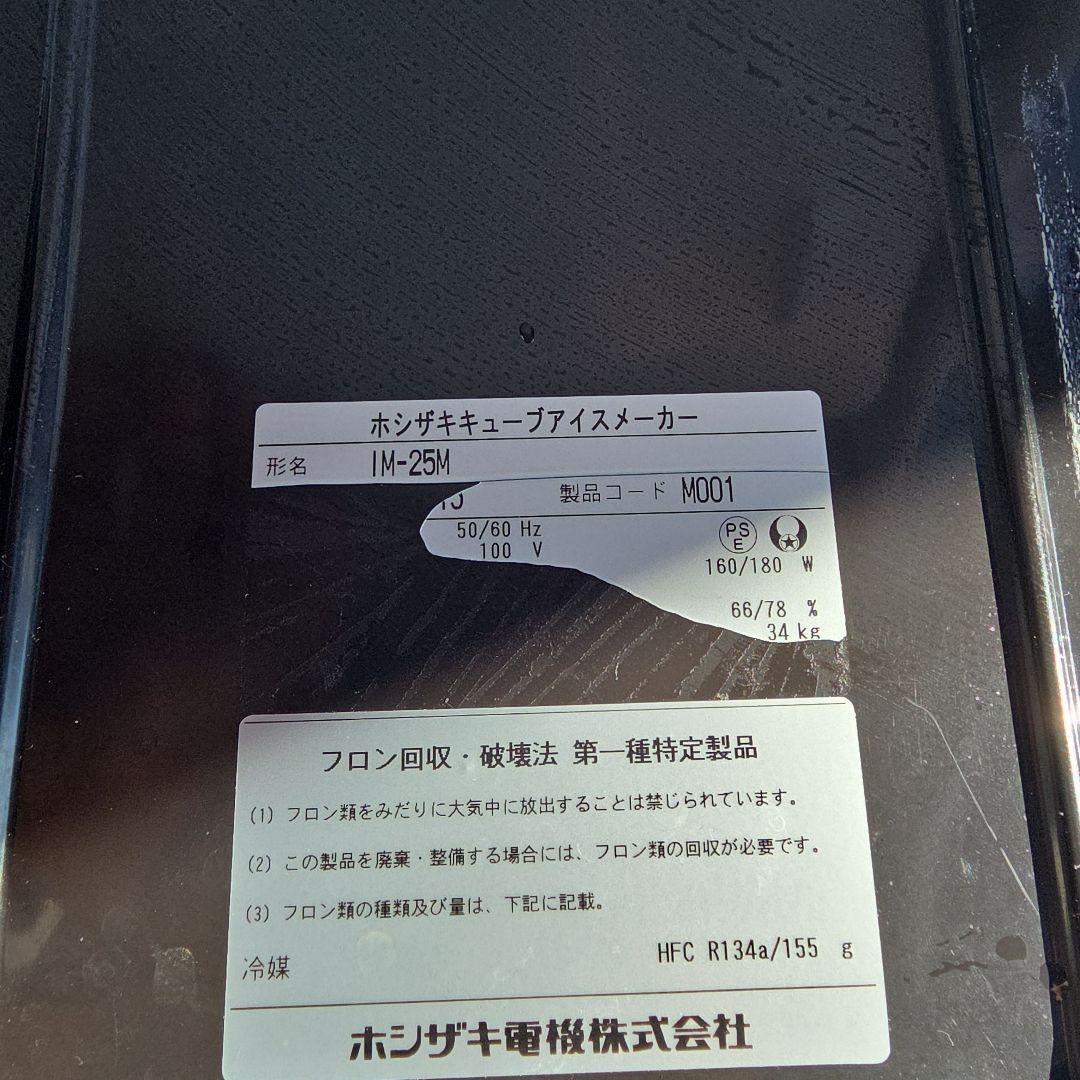 ホシザキキューブアイスメーカー
形名 IM-25M
製品コード M001
50/60 Hz
100 V
PS
E
160/180 W
66/78 %
34 kg
フロン回収・破壊法 第一種特定製品
(1) フロン類をみだりに大気中に放出することは禁じられています。
(2) この製品を廃棄・整備する場合には、フロン類の回収が必要です。
(3) フロン類の種類及び量は、下記に記載。
冷媒 HFC R134a/155 g
ホシザキ電機株式会社